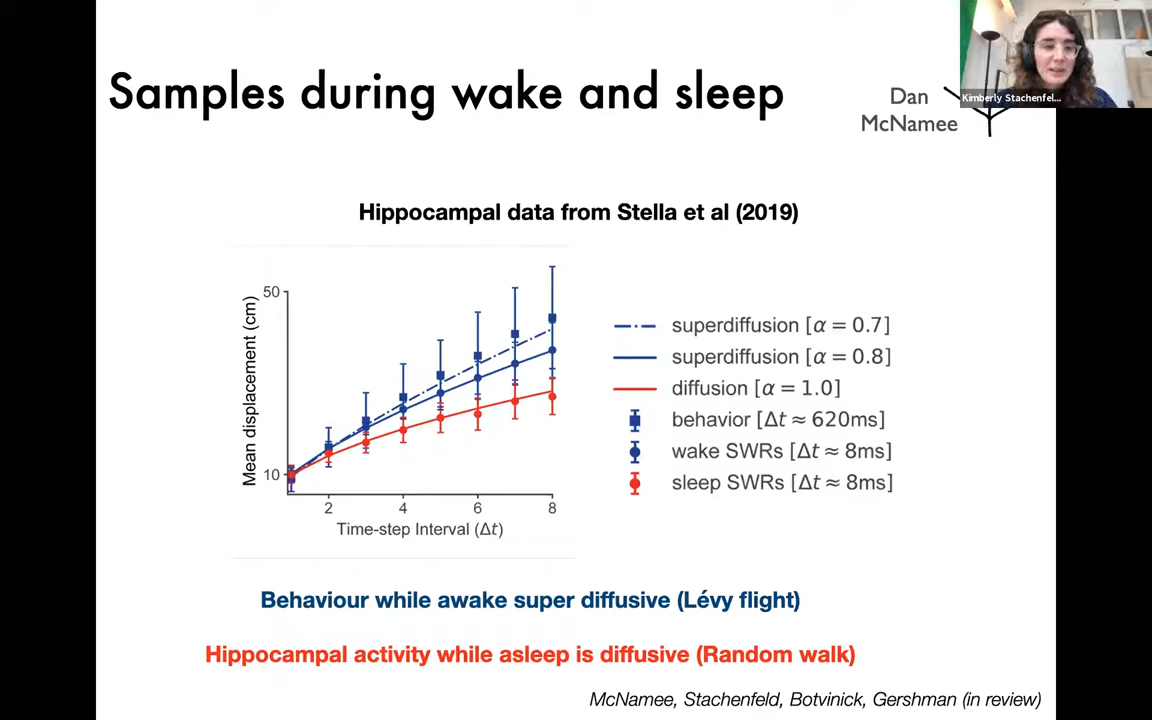 Samples during wake and sleep
Dan
McNamee
Kimberly Stachenfel...
Hippocampal data from Stella et al (2019)
Mean displacement (cm)
50
10
2
4
6
8
Time-step Interval (Δt)
superdiffusion [α = 0.7]
superdiffusion [α = 0.8]
diffusion [α = 1.0]
behavior [Δt ≈ 620ms]
wake SWRs [Δt ≈ 8ms]
sleep SWRs [Δt ≈ 8ms]
Behaviour while awake super diffusive (Lévy flight)
Hippocampal activity while asleep is diffusive (Random walk)
McNamee, Stachenfeld, Botvinick, Gershman (in review)